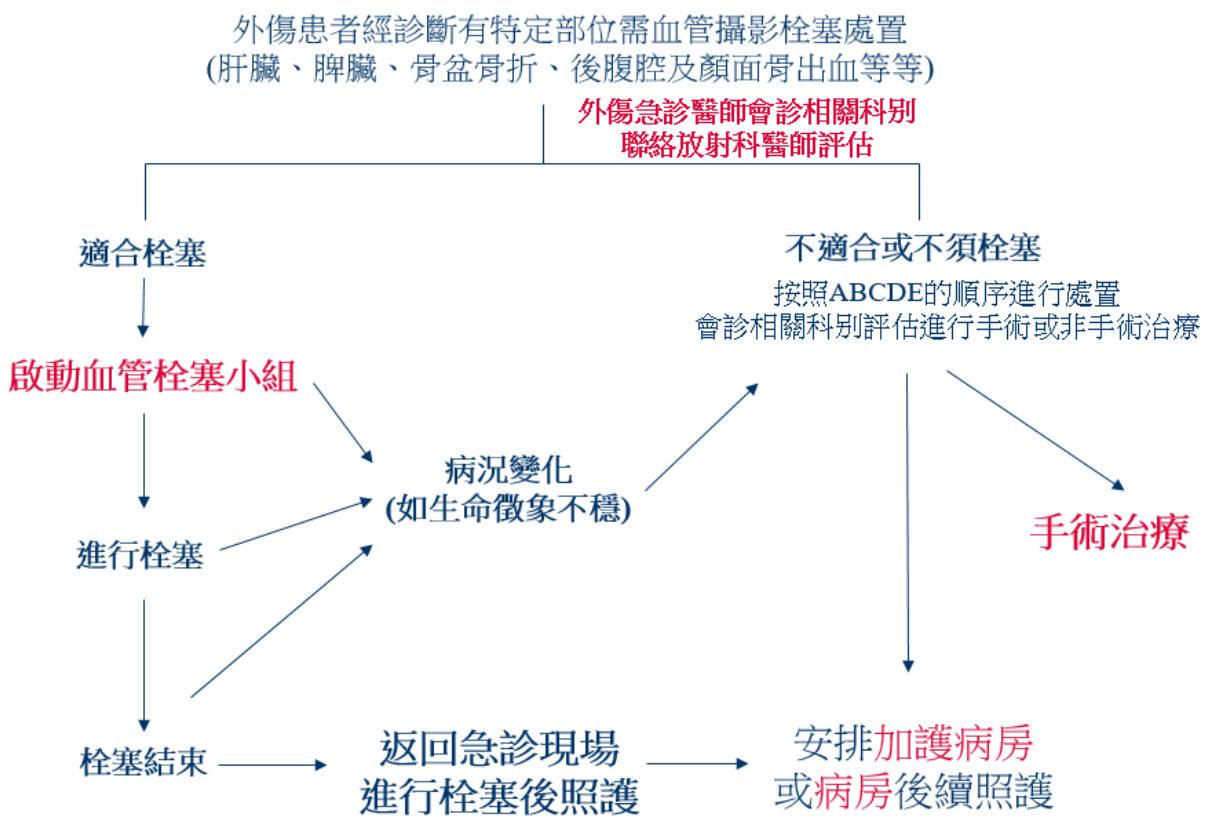 外傷患者經診斷有特定部位需血管攝影栓塞處置
(肝臟、脾臟、骨盆骨折、後腹腔及顏面骨出血等等)
外傷急診醫師會診相關科別
聯絡放射科醫師評估
適合栓塞
不適合或不須栓塞
按照ABCDE的順序進行處置
會診相關科別評估進行手術或非手術治療
啟動血管栓塞小組
病況變化
(如生命徵象不穩)
手術治療
進行栓塞
栓塞結束
返回急診現場
進行栓塞後照護
安排加護病房
或病房後續照護